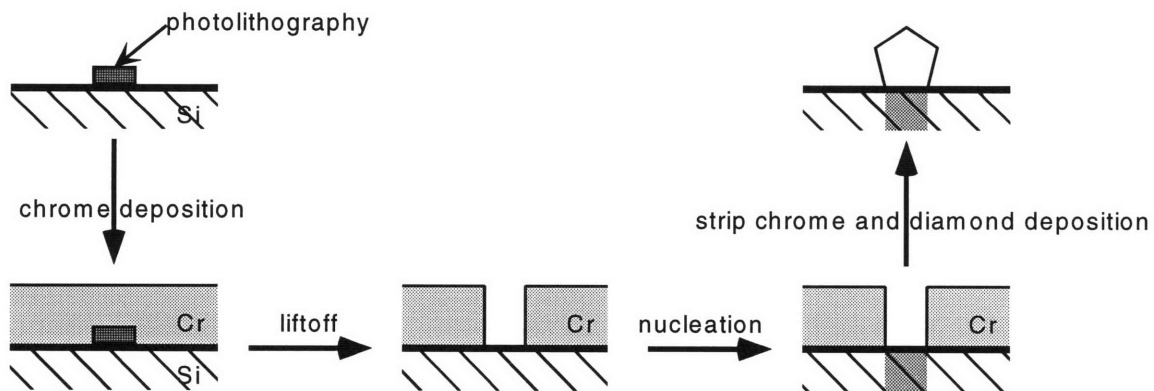 photolithography
Si
chrome deposition
strip chrome and diamond deposition
Cr
Si
liftoff
Cr
nucleation
Cr